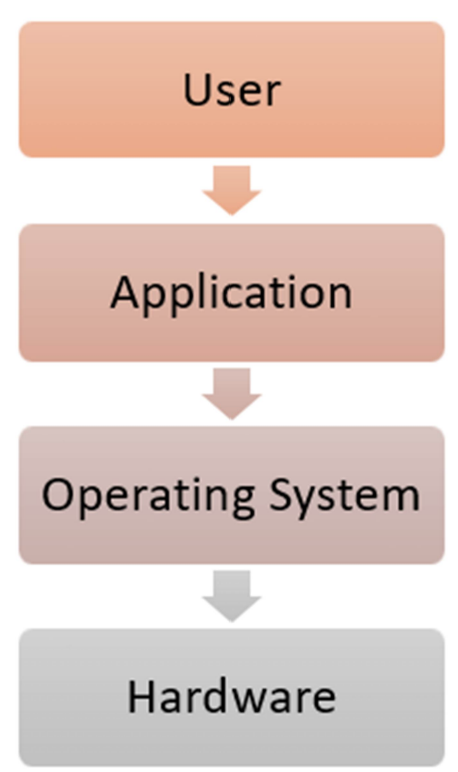 User
Application
Operating System
Hardware